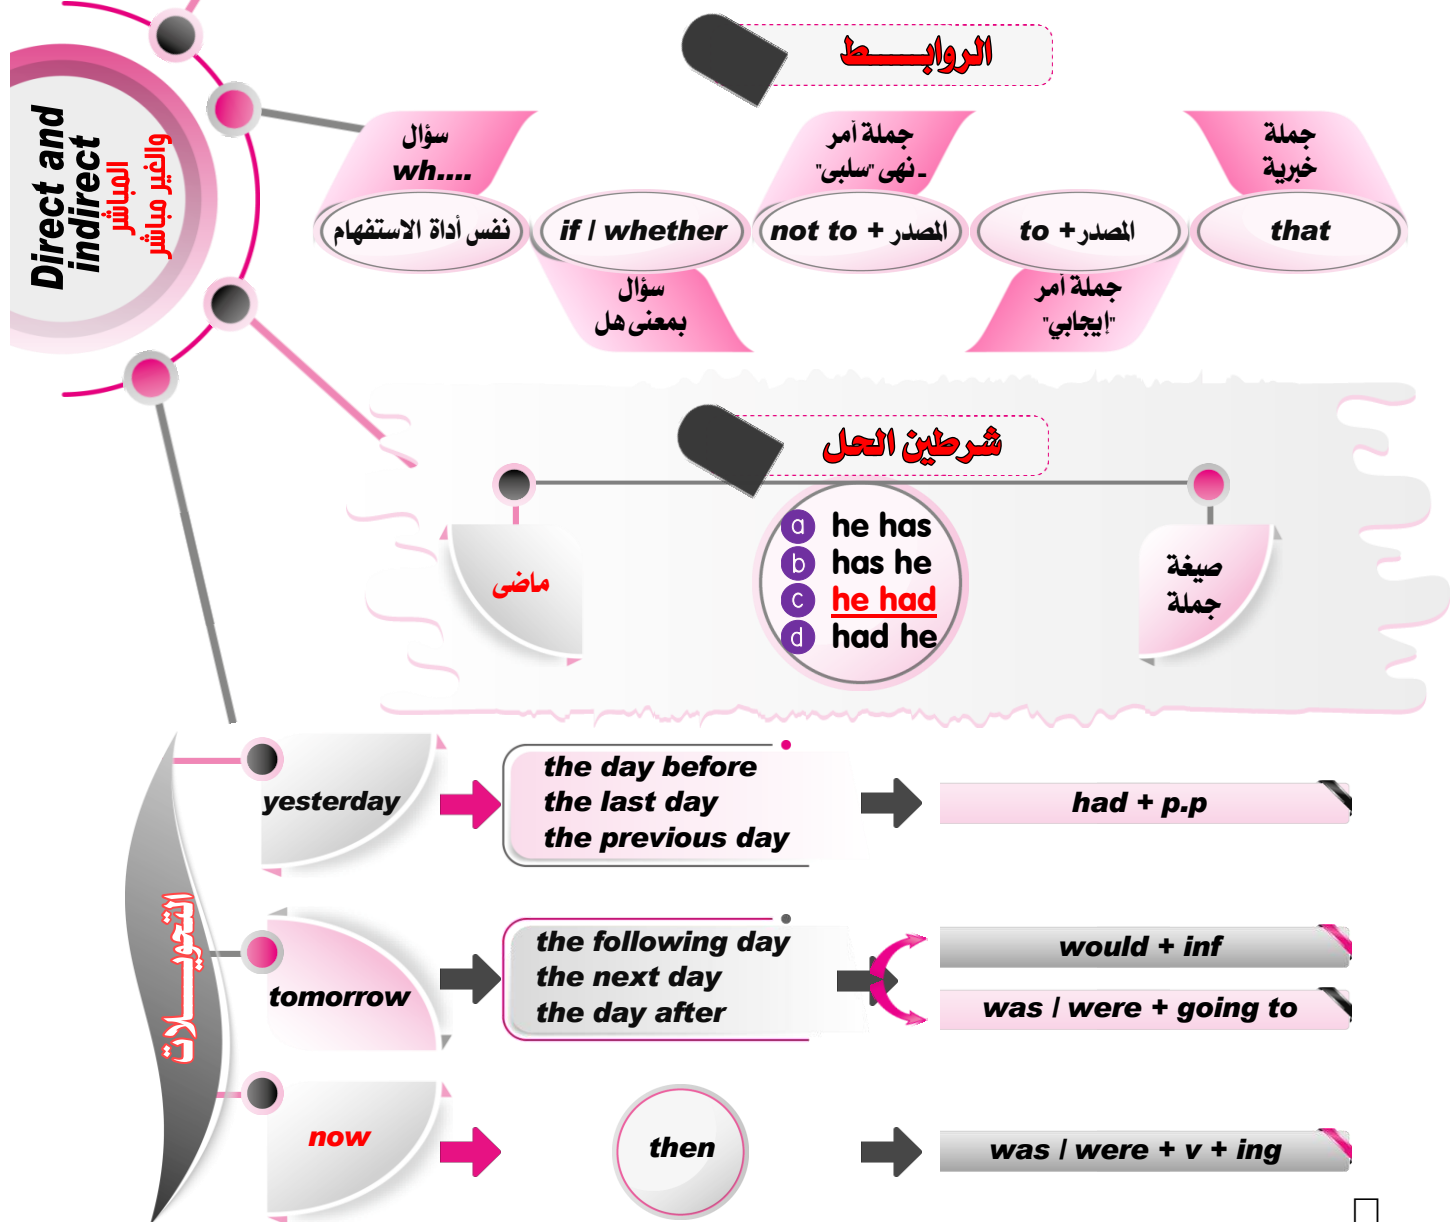 Direct and
indirect
المباشر
والغير مباشر
الروابـــــــط
جملة
خبرية
that
to + المصدر
جملة أمر
"إيجابي"
جملة أمر
ـ نهى "سلبى"
not to + المصدر
if / whether
سؤال
بمعنى هل
سؤال
wh....
نفس أداة الاستفهام
شرطين الحل
صيغة
جملة
a he has
b has he
c he had
d had he
ماضى
التحويـــــلات
yesterday
the day before
the last day
the previous day
had + p.p
tomorrow
the following day
the next day
the day after
would + inf
was / were + going to
now
then
was / were + v + ing